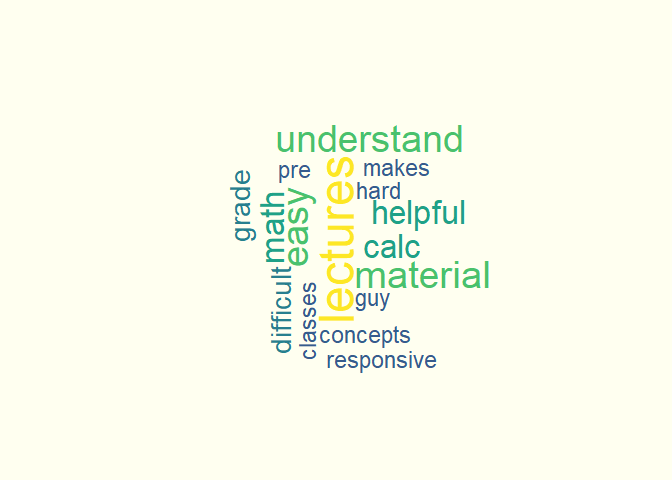 understand
pre
makes
hard
grade
math
easy
lectures
helpful
calc
material
difficult
classes
guy
concepts
responsive